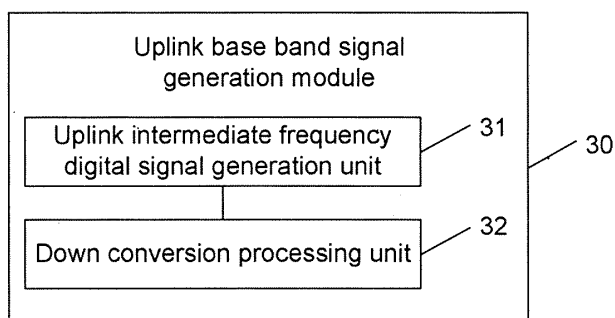 Uplink base band signal
generation module
Uplink intermediate frequency
digital signal generation unit
31
30
Down conversion processing unit
32